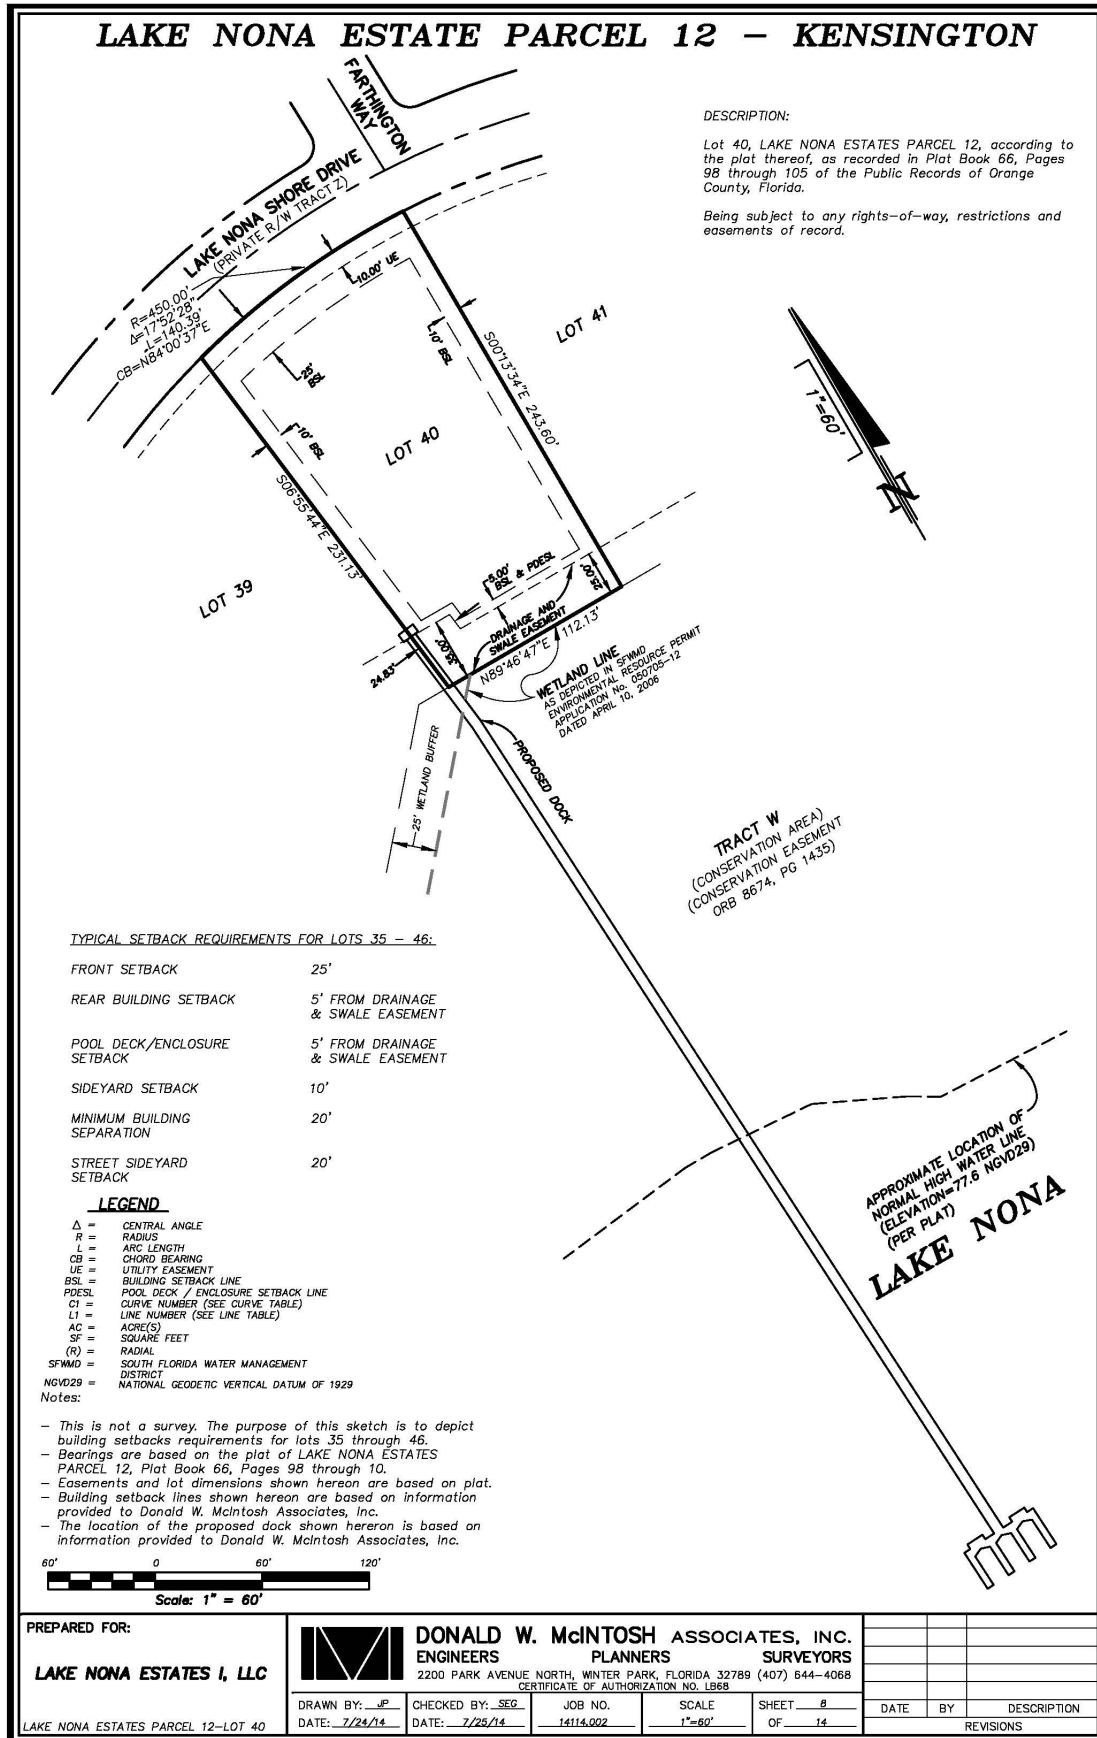 LAKE NONA ESTATE PARCEL 12 – KENSINGTON
FARTHINGTON
WAY
LAKE NONA SHORE DRIVE
(PRIVATE R/W TRACT Z)
R=450.00'
Δ=17°52'28"
L=140.39'
CB=N84°00'37"E
DESCRIPTION:
Lot 40, LAKE NONA ESTATES PARCEL 12, according to
the plat thereof, as recorded in Plat Book 66, Pages
98 through 105 of the Public Records of Orange
County, Florida.
Being subject to any rights-of-way, restrictions and
easements of record.
10.00' UE
10' BSL
25'
BSL
10' BSL
LOT 41
LOT 40
LOT 39
S00°13'34"E 243.60'
S06°55'44"E 231.13'
1"=60'
N
5.00'
BSL & PDESL
25.00'
DRAINAGE AND
SWALE EASEMENT
35.00'
24.83'
N89°46'47"E 112.13'
WETLAND LINE
AS DEPICTED IN SFWMD
ENVIRONMENTAL RESOURCE PERMIT
APPLICATION No. 050705-12
DATED APRIL 10, 2006
25' WETLAND BUFFER
PROPOSED DOCK
TRACT W
(CONSERVATION AREA)
(CONSERVATION EASEMENT
ORB 8674, PG 1435)
TYPICAL SETBACK REQUIREMENTS FOR LOTS 35 – 46:
FRONT SETBACK 25'
REAR BUILDING SETBACK 5' FROM DRAINAGE
& SWALE EASEMENT
POOL DECK/ENCLOSURE 5' FROM DRAINAGE
SETBACK & SWALE EASEMENT
SIDEYARD SETBACK 10'
MINIMUM BUILDING 20'
SEPARATION
STREET SIDEYARD 20'
SETBACK
APPROXIMATE LOCATION OF
NORMAL HIGH WATER LINE
(ELEVATION=77.6 NGVD29)
(PER PLAT)
LAKE NONA
LEGEND
Δ = CENTRAL ANGLE
R = RADIUS
L = ARC LENGTH
CB = CHORD BEARING
UE = UTILITY EASEMENT
BSL = BUILDING SETBACK LINE
PDESL POOL DECK / ENCLOSURE SETBACK LINE
C1 = CURVE NUMBER (SEE CURVE TABLE)
L1 = LINE NUMBER (SEE LINE TABLE)
AC = ACRE(S)
SF = SQUARE FEET
(R) = RADIAL
SFWMD = SOUTH FLORIDA WATER MANAGEMENT
DISTRICT
NGVD29 = NATIONAL GEODETIC VERTICAL DATUM OF 1929
Notes:
– This is not a survey. The purpose of this sketch is to depict
building setbacks requirements for lots 35 through 46.
– Bearings are based on the plat of LAKE NONA ESTATES
PARCEL 12, Plat Book 66, Pages 98 through 10.
– Easements and lot dimensions shown hereon are based on plat.
– Building setback lines shown hereon are based on information
provided to Donald W. McIntosh Associates, Inc.
– The location of the proposed dock shown hereron is based on
information provided to Donald W. McIntosh Associates, Inc.
60' 0 60' 120'
Scale: 1" = 60'
PREPARED FOR:
LAKE NONA ESTATES I, LLC
LAKE NONA ESTATES PARCEL 12–LOT 40
DONALD W. McINTOSH ASSOCIATES, INC.
ENGINEERS PLANNERS SURVEYORS
2200 PARK AVENUE NORTH, WINTER PARK, FLORIDA 32789 (407) 644–4068
CERTIFICATE OF AUTHORIZATION NO. LB68
DRAWN BY: JP CHECKED BY: SEG JOB NO. SCALE SHEET 8
DATE: 7/24/14 DATE: 7/25/14 14114.002 1"=60' OF 14
DATE BY DESCRIPTION
REVISIONS